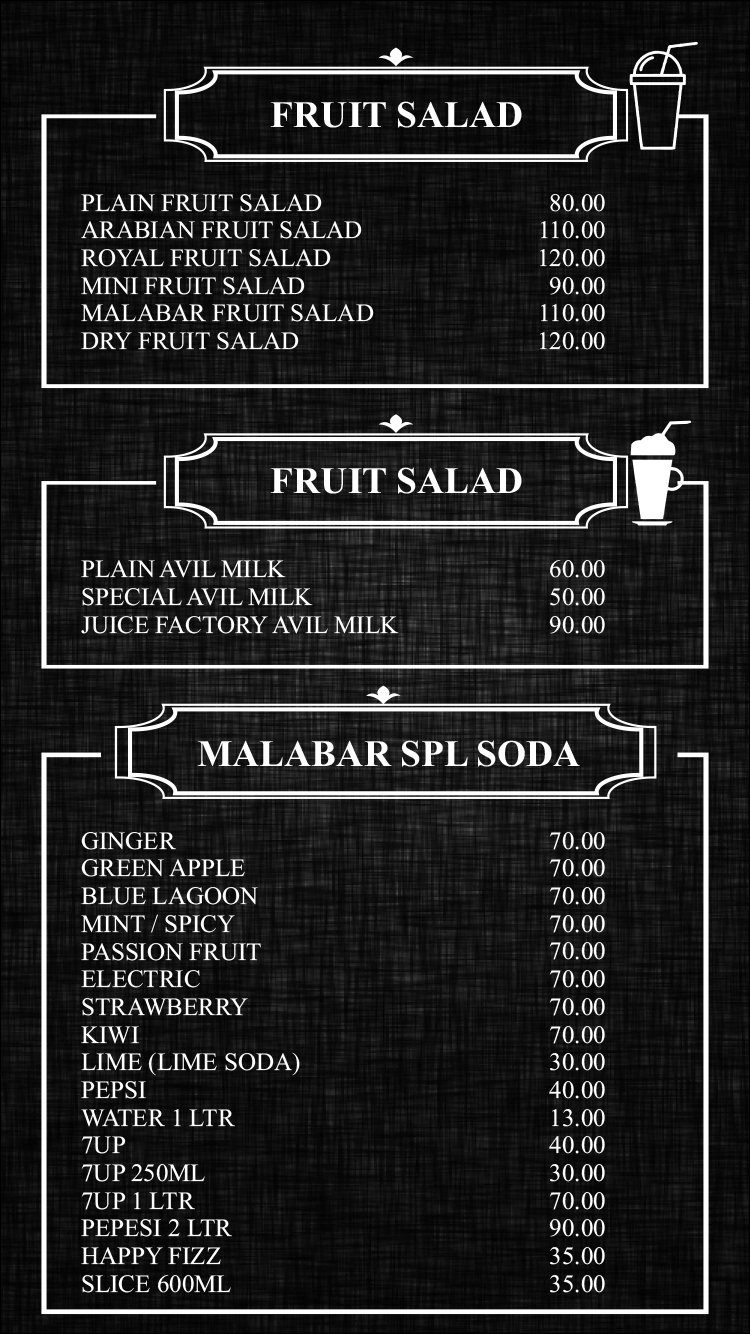 FRUIT SALAD
PLAIN FRUIT SALAD 80.00
ARABIAN FRUIT SALAD 110.00
ROYAL FRUIT SALAD 120.00
MINI FRUIT SALAD 90.00
MALABAR FRUIT SALAD 110.00
DRY FRUIT SALAD 120.00
FRUIT SALAD
PLAIN AVIL MILK 60.00
SPECIAL AVIL MILK 50.00
JUICE FACTORY AVIL MILK 90.00
MALABAR SPL SODA
GINGER 70.00
GREEN APPLE 70.00
BLUE LAGOON 70.00
MINT / SPICY 70.00
PASSION FRUIT 70.00
ELECTRIC 70.00
STRAWBERRY 70.00
KIWI 70.00
LIME (LIME SODA) 30.00
PEPSI 40.00
WATER 1 LTR 13.00
7UP 40.00
7UP 250ML 30.00
7UP 1 LTR 70.00
PEPESI 2 LTR 90.00
HAPPY FIZZ 35.00
SLICE 600ML 35.00